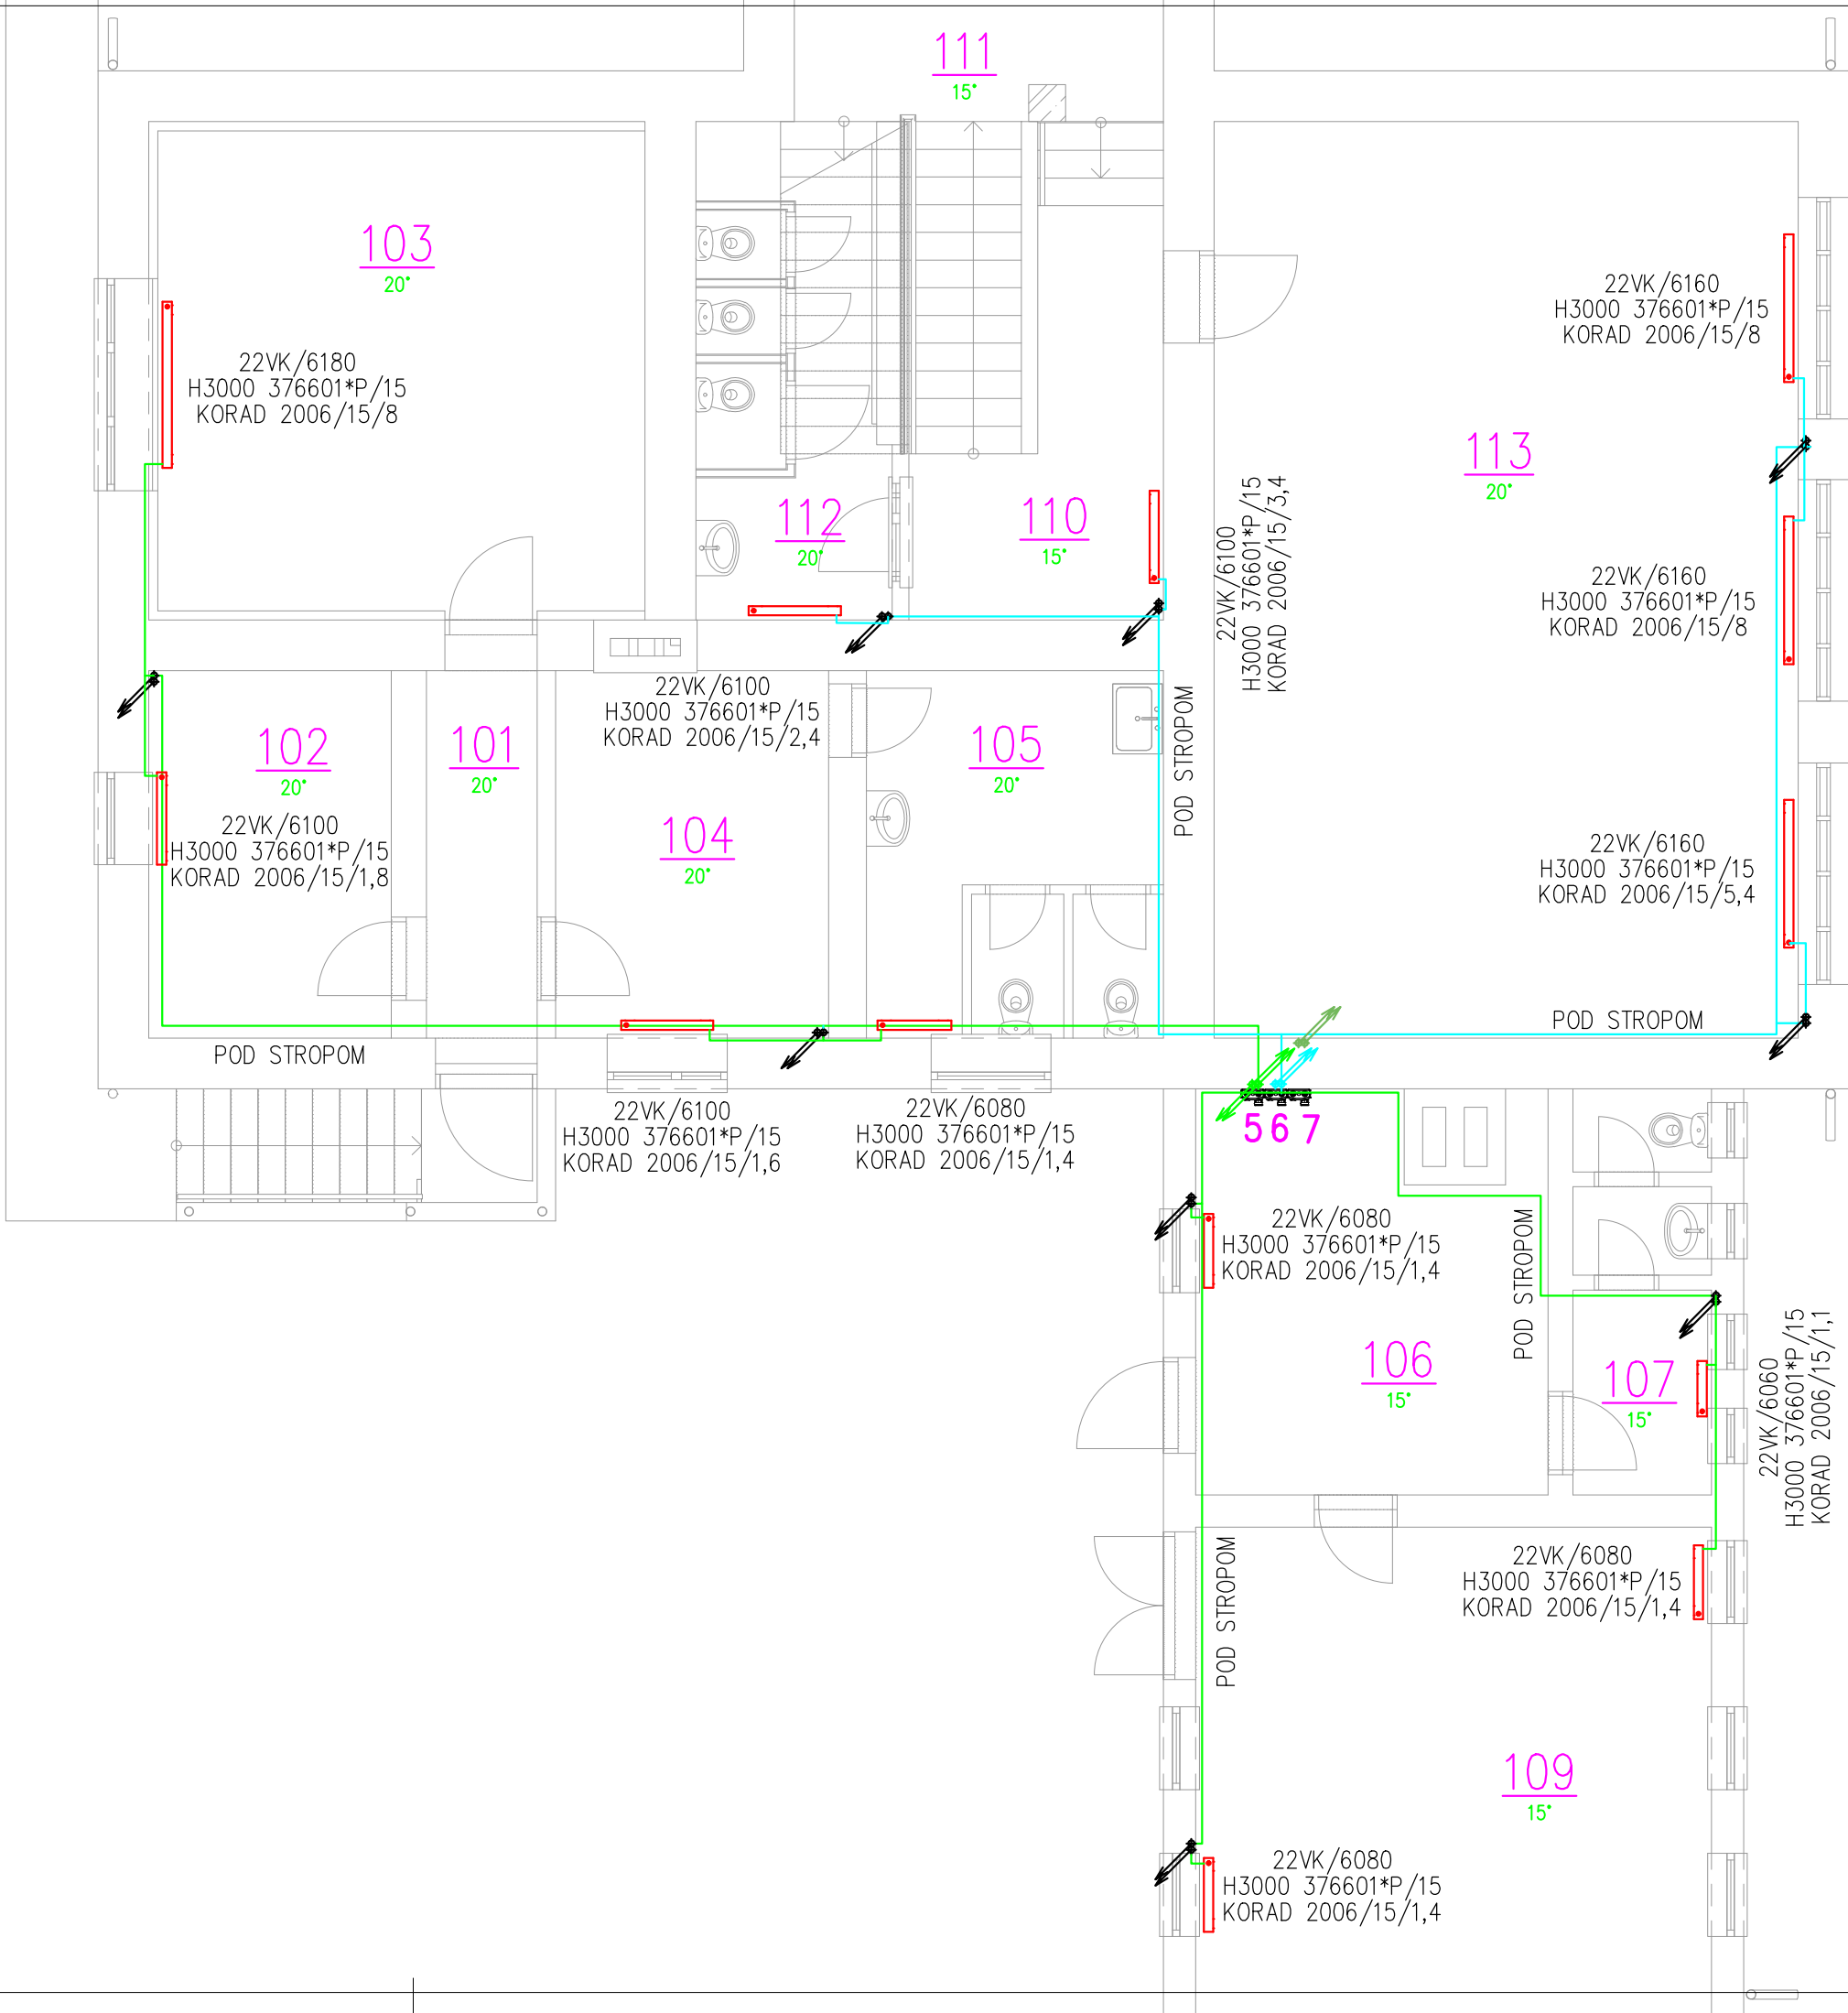 111
15°
103
20°
22VK/6180
H3000 376601*P/15
KORAD 2006/15/8
22VK/6160
H3000 376601*P/15
KORAD 2006/15/8
113
20°
112
20°
110
15°
22VK/6100
H3000 376601*P/15
KORAD 2006/15/3,4
22VK/6160
H3000 376601*P/15
KORAD 2006/15/8
22VK/6100
H3000 376601*P/15
KORAD 2006/15/2,4
POD STROPOM
102
20°
101
20°
105
20°
22VK/6100
H3000 376601*P/15
KORAD 2006/15/1,8
104
20°
22VK/6160
H3000 376601*P/15
KORAD 2006/15/5,4
POD STROPOM
POD STROPOM
22VK/6100
H3000 376601*P/15
KORAD 2006/15/1,6
22VK/6080
H3000 376601*P/15
KORAD 2006/15/1,4
5 6 7
22VK/6080
H3000 376601*P/15
KORAD 2006/15/1,4
POD STROPOM
106
15°
107
15°
22VK/6060
H3000 376601*P/15
KORAD 2006/15/1,1
POD STROPOM
22VK/6080
H3000 376601*P/15
KORAD 2006/15/1,4
109
15°
22VK/6080
H3000 376601*P/15
KORAD 2006/15/1,4